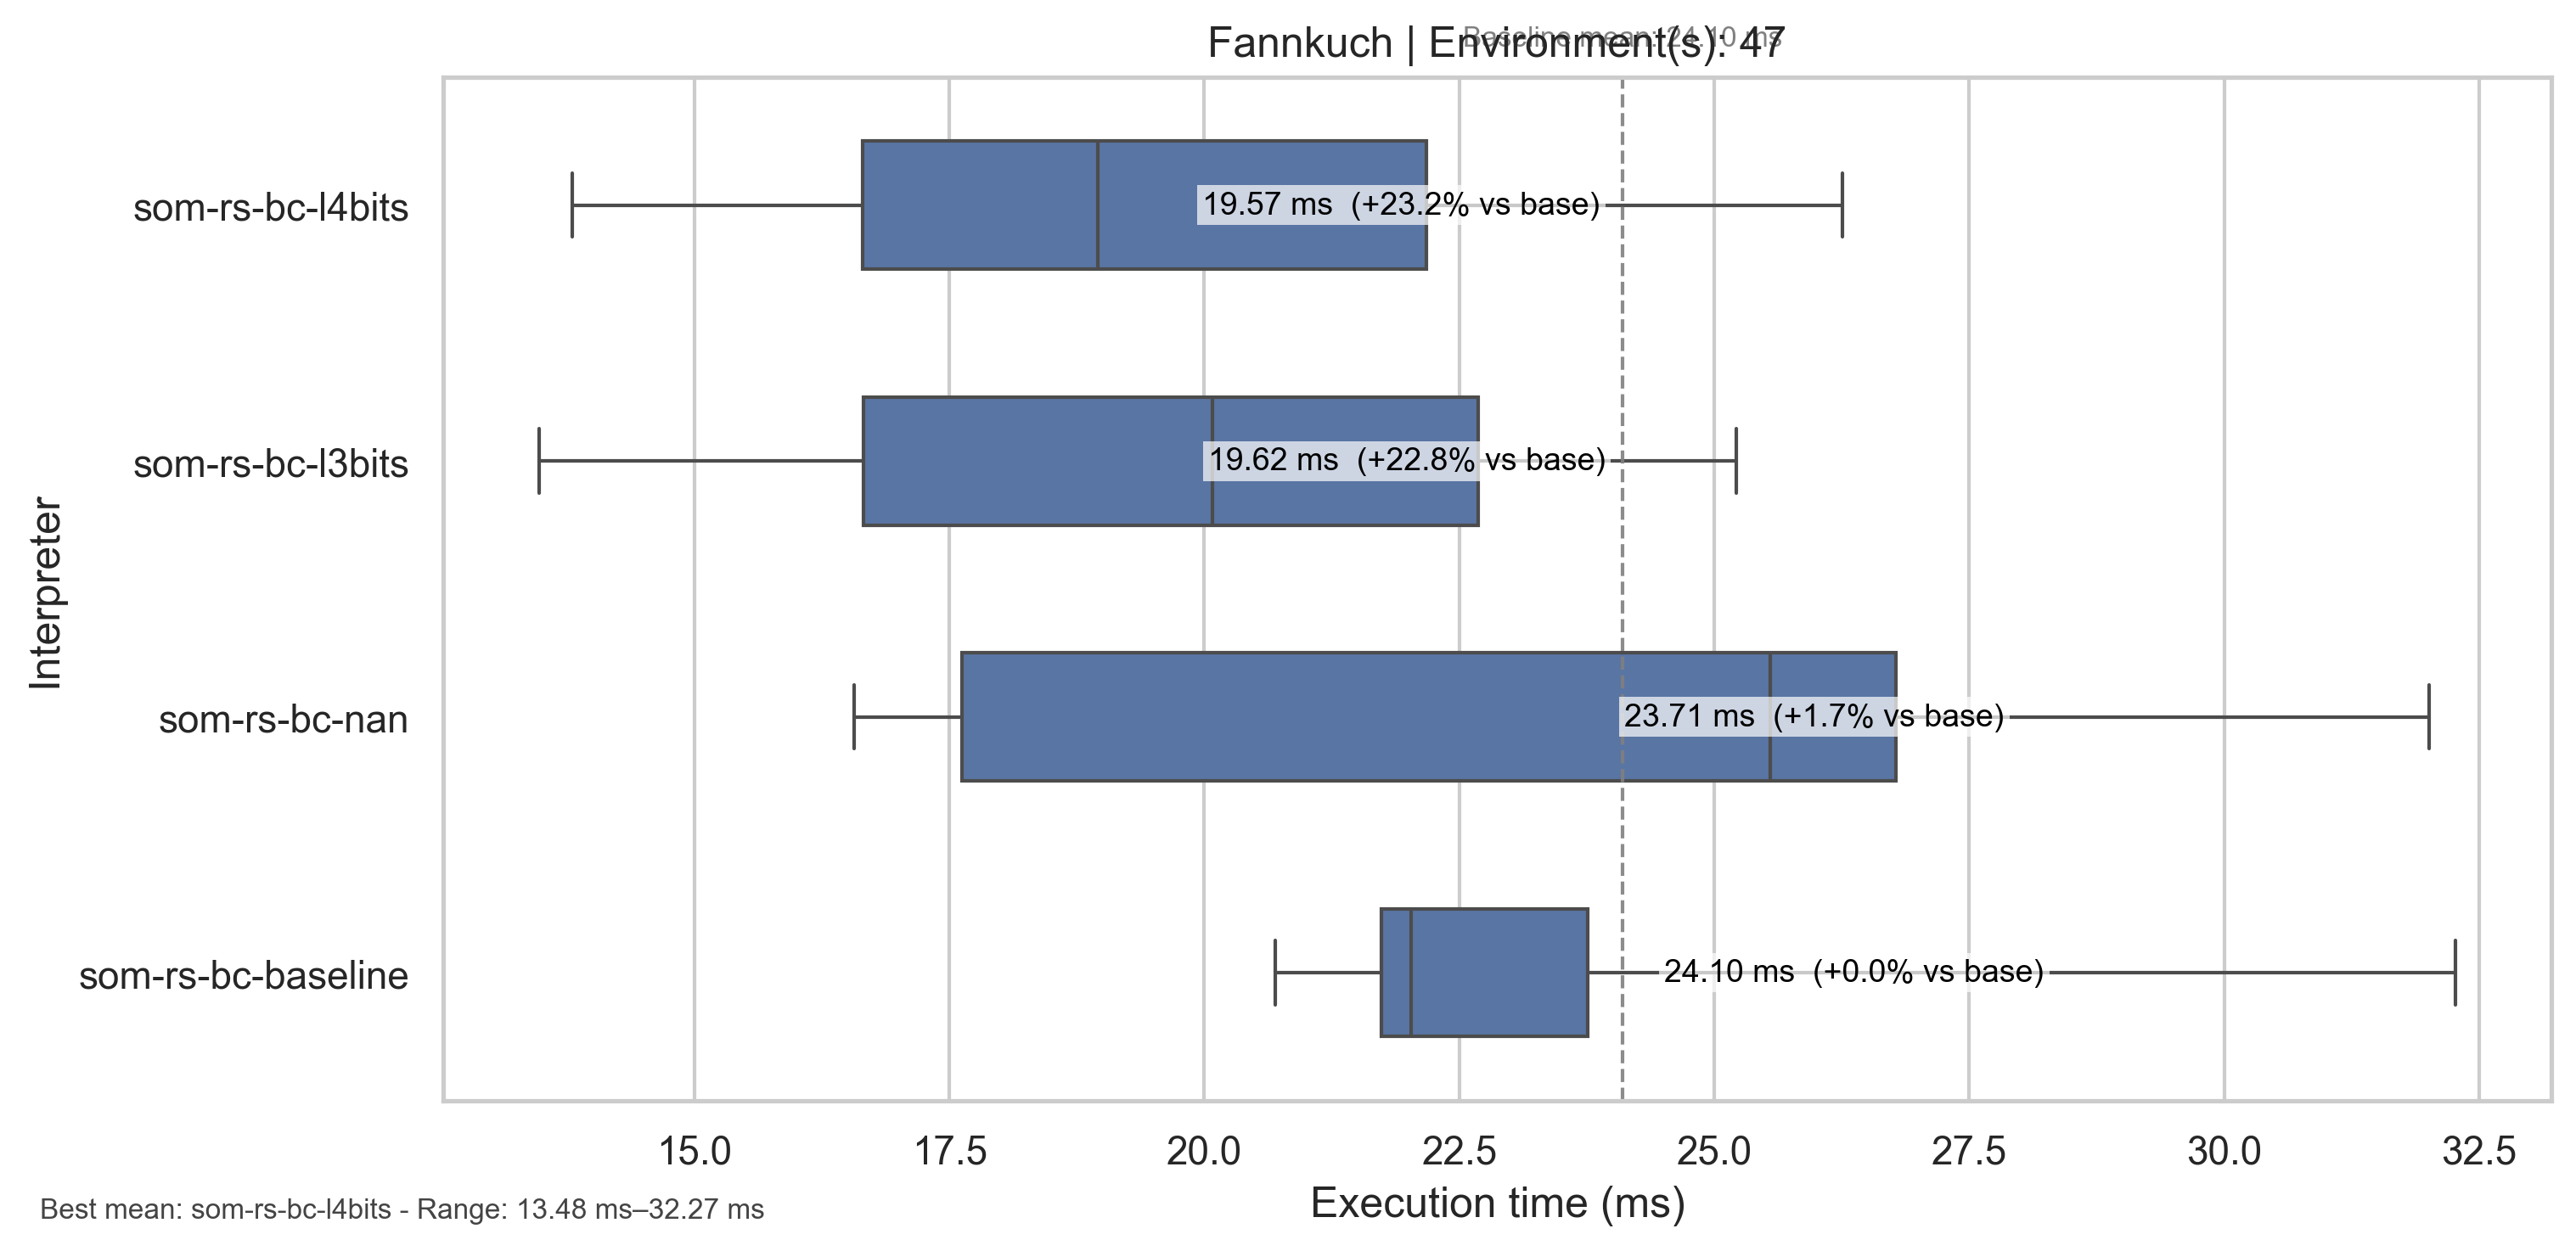 Fannkuch | Environment(s): 47
Baseline mean: 24.10 ms
Interpreter
som-rs-bc-l4bits
19.57 ms (+23.2% vs base)
som-rs-bc-l3bits
19.62 ms (+22.8% vs base)
som-rs-bc-nan
23.71 ms (+1.7% vs base)
som-rs-bc-baseline
24.10 ms (+0.0% vs base)
15.0 17.5 20.0 22.5 25.0 27.5 30.0 32.5
Execution time (ms)
Best mean: som-rs-bc-l4bits - Range: 13.48 ms–32.27 ms